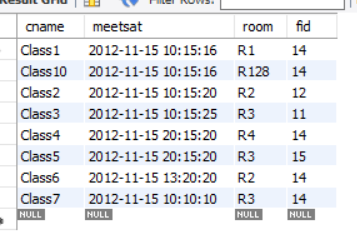 Result Grid Filter Rows:
cname meetsat room fid
Class1 2012-11-15 10:15:16 R1 14
Class10 2012-11-15 10:15:16 R128 14
Class2 2012-11-15 10:15:20 R2 12
Class3 2012-11-15 10:15:25 R3 11
Class4 2012-11-15 20:15:20 R4 14
Class5 2012-11-15 20:15:20 R3 15
Class6 2012-11-15 13:20:20 R2 14
Class7 2012-11-15 10:10:10 R3 14
NULL NULL NULL NULL